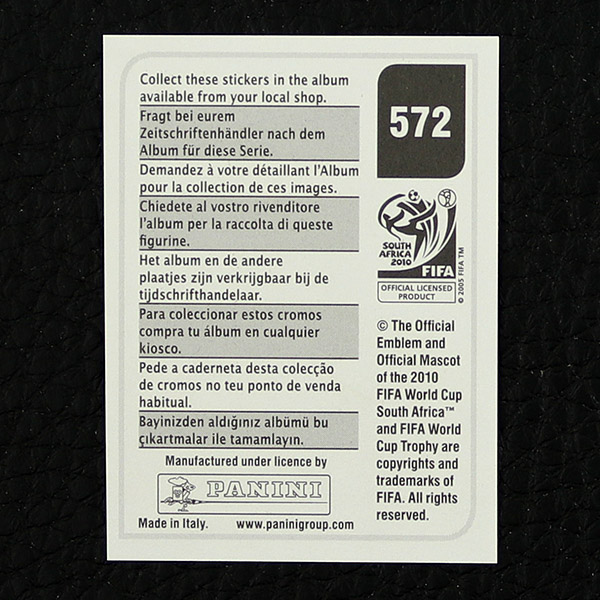 Collect these stickers in the album
available from your local shop.
Fragt bei eurem
Zeitschriftenhändler nach dem
Album für diese Serie.
Demandez à votre détaillant l'Album
pour la collection de ces images.
Chiedete al vostro rivenditore
l'album per la raccolta di queste
figurine.
Het album en de andere
plaatjes zijn verkrijgbaar bij de
tijdschrifthandelaar.
Para coleccionar estos cromos
compra tu álbum en cualquier
kiosco.
Pede a caderneta desta colecção
de cromos no teu ponto de venda
habitual.
Bayinizden aldığınız albümü bu
çıkartmalar ile tamamlayın.
Manufactured under licence by
PANINI
Made in Italy. www.paninigroup.com
572
SOUTH
AFRICA
2010
FIFA
OFFICIAL LICENSED
PRODUCT
© 2005 FIFA TM
© The Official
Emblem and
Official Mascot
of the 2010
FIFA World Cup
South Africa™
and FIFA World
Cup Trophy are
copyrights and
trademarks of
FIFA. All rights
reserved.